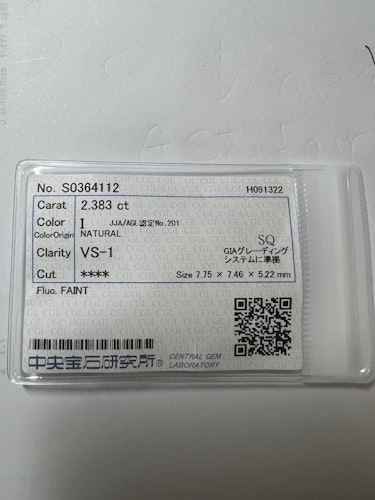 No. S0364112
H091322
Carat 2.383 ct
Color I JJA/AGL認定No.201
ColorOrigin NATURAL
SQ
Clarity VS-1 GIAグレーディング
システムに準拠
Cut ****
Size 7.75 × 7.46 × 5.22 mm
Fluo. FAINT
中央宝石研究所® CENTRAL GEM
LABORATORY